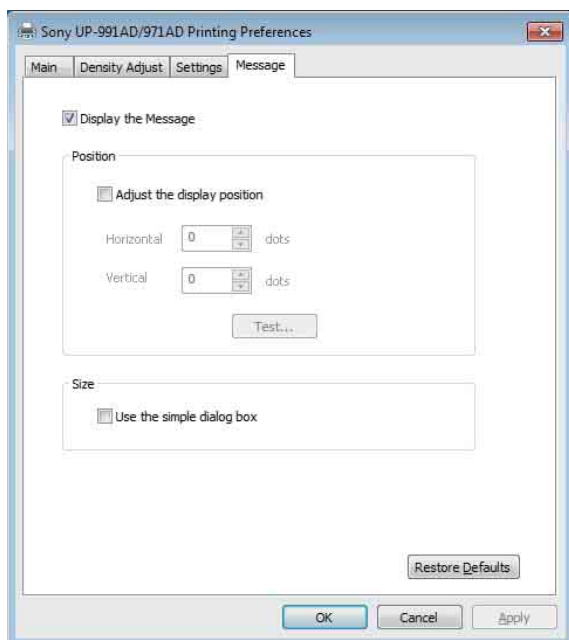 Sony UP-991AD/971AD Printing Preferences
Main Density Adjust Settings Message
Display the Message
Position
Adjust the display position
Horizontal 0 dots
Vertical 0 dots
Test...
Size
Use the simple dialog box
Restore Defaults
OK Cancel Apply